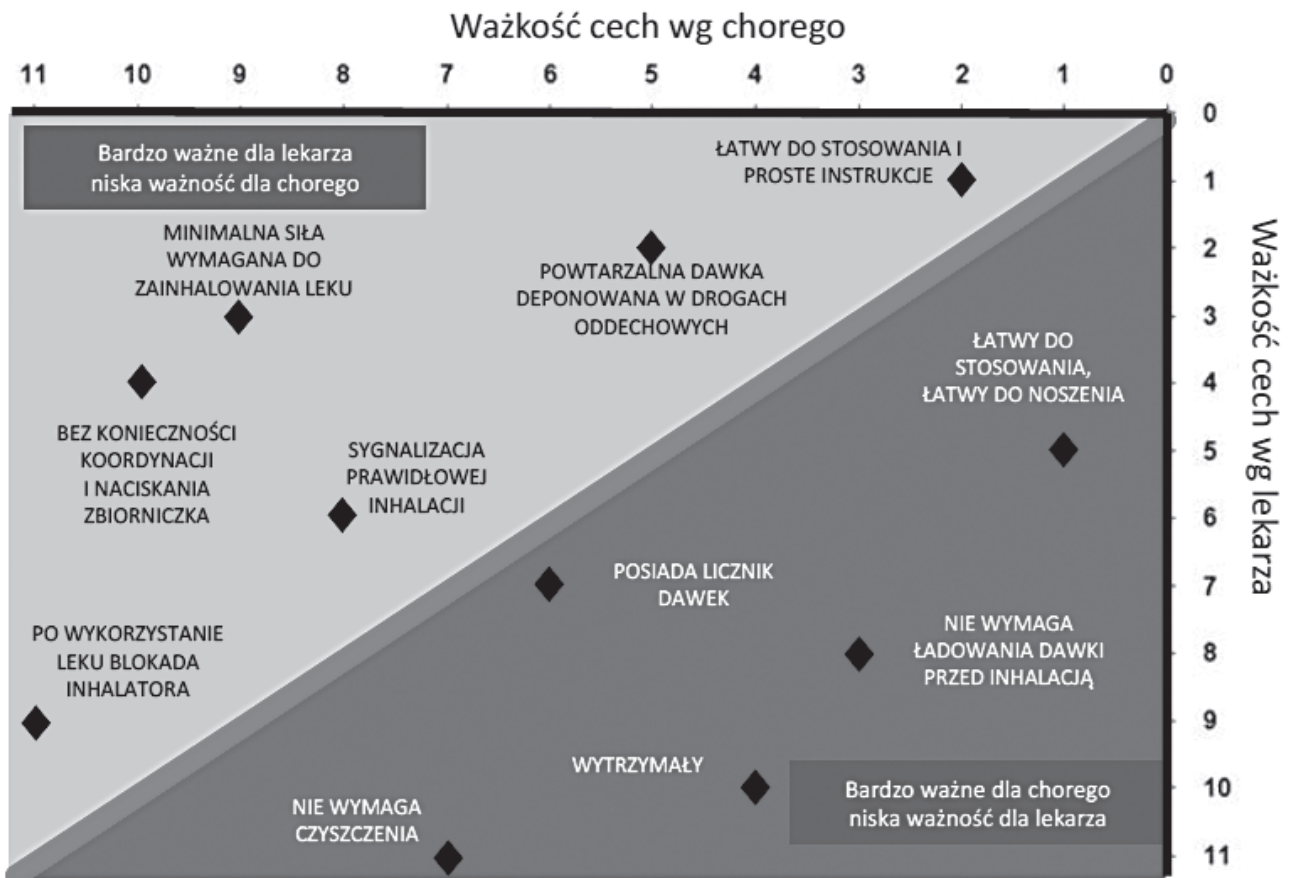 Ważkość cech wg chorego
11 10 9 8 7 6 5 4 3 2 1 0
Bardzo ważne dla lekarza
niska ważność dla chorego
ŁATWY DO STOSOWANIA I
PROSTE INSTRUKCJE
MINIMALNA SIŁA
WYMAGANA DO
ZAINHALOWANIA LEKU
POWTARZALNA DAWKA
DEPONOWANA W DROGACH
ODDECHOWYCH
ŁATWY DO
STOSOWANIA,
ŁATWY DO NOSZENIA
BEZ KONIECZNOŚCI
KOORDYNACJI
I NACISKANIA
ZBIORNICZKA
SYGNALIZACJA
PRAWIDŁOWEJ
INHALACJI
POSIADA LICZNIK
DAWEK
PO WYKORZYSTANIE
LEKU BLOKADA
INHALATORA
NIE WYMAGA
ŁADOWANIA DAWKI
PRZED INHALACJĄ
WYTRZYMAŁY
NIE WYMAGA
CZYSZCZENIA
Bardzo ważne dla chorego
niska ważność dla lekarza
0
1
2
3
4
5
6
7
8
9
10
11
Ważkość cech wg lekarza